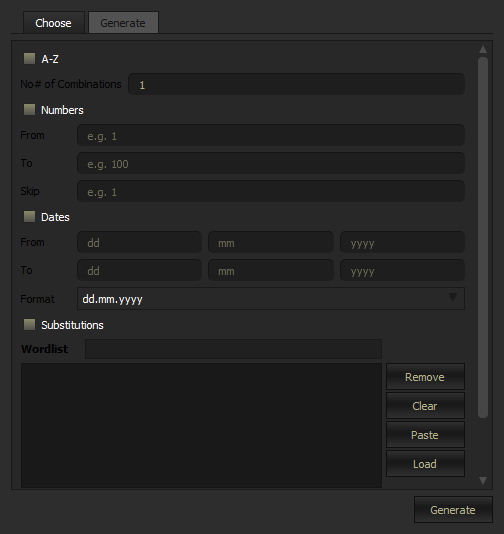 Choose Generate
A-Z
No# of Combinations 1
Numbers
From e.g. 1
To e.g. 100
Skip e.g. 1
Dates
From dd mm yyyy
To dd mm yyyy
Format dd.mm.yyyy
Substitutions
Wordlist
Remove
Clear
Paste
Load
Generate